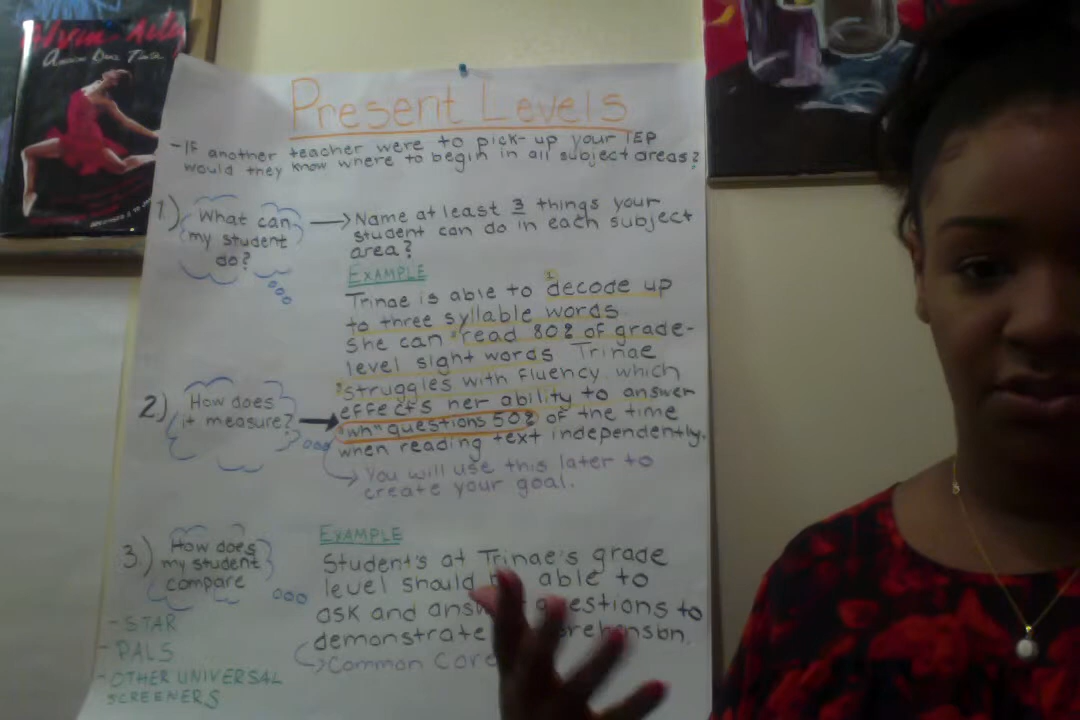 Alvin Ailey
American Dance Theater
Present Levels
-If another teacher were to pick-up your IEP
would they know where to begin in all subject areas?
1.) What can
my student
do?
Name at least 3 things your
student can do in each subject
area?
EXAMPLE
Trinae is able to decode up
to three syllable words
She can read 80% of grade-
level sight words Trinae
struggles with fluency which
effects her ability to answer
"wh" questions 50% of the time
when reading text independently.
2.) How does
it measure?
You will use this later to
create your goal.
3.) How does
my student
compare
- STAR
- PALS
- OTHER UNIVERSAL
SCREENERS
EXAMPLE
Student's at Trinae's grade
level should able to
ask and questions to
demonstrate
Common Core